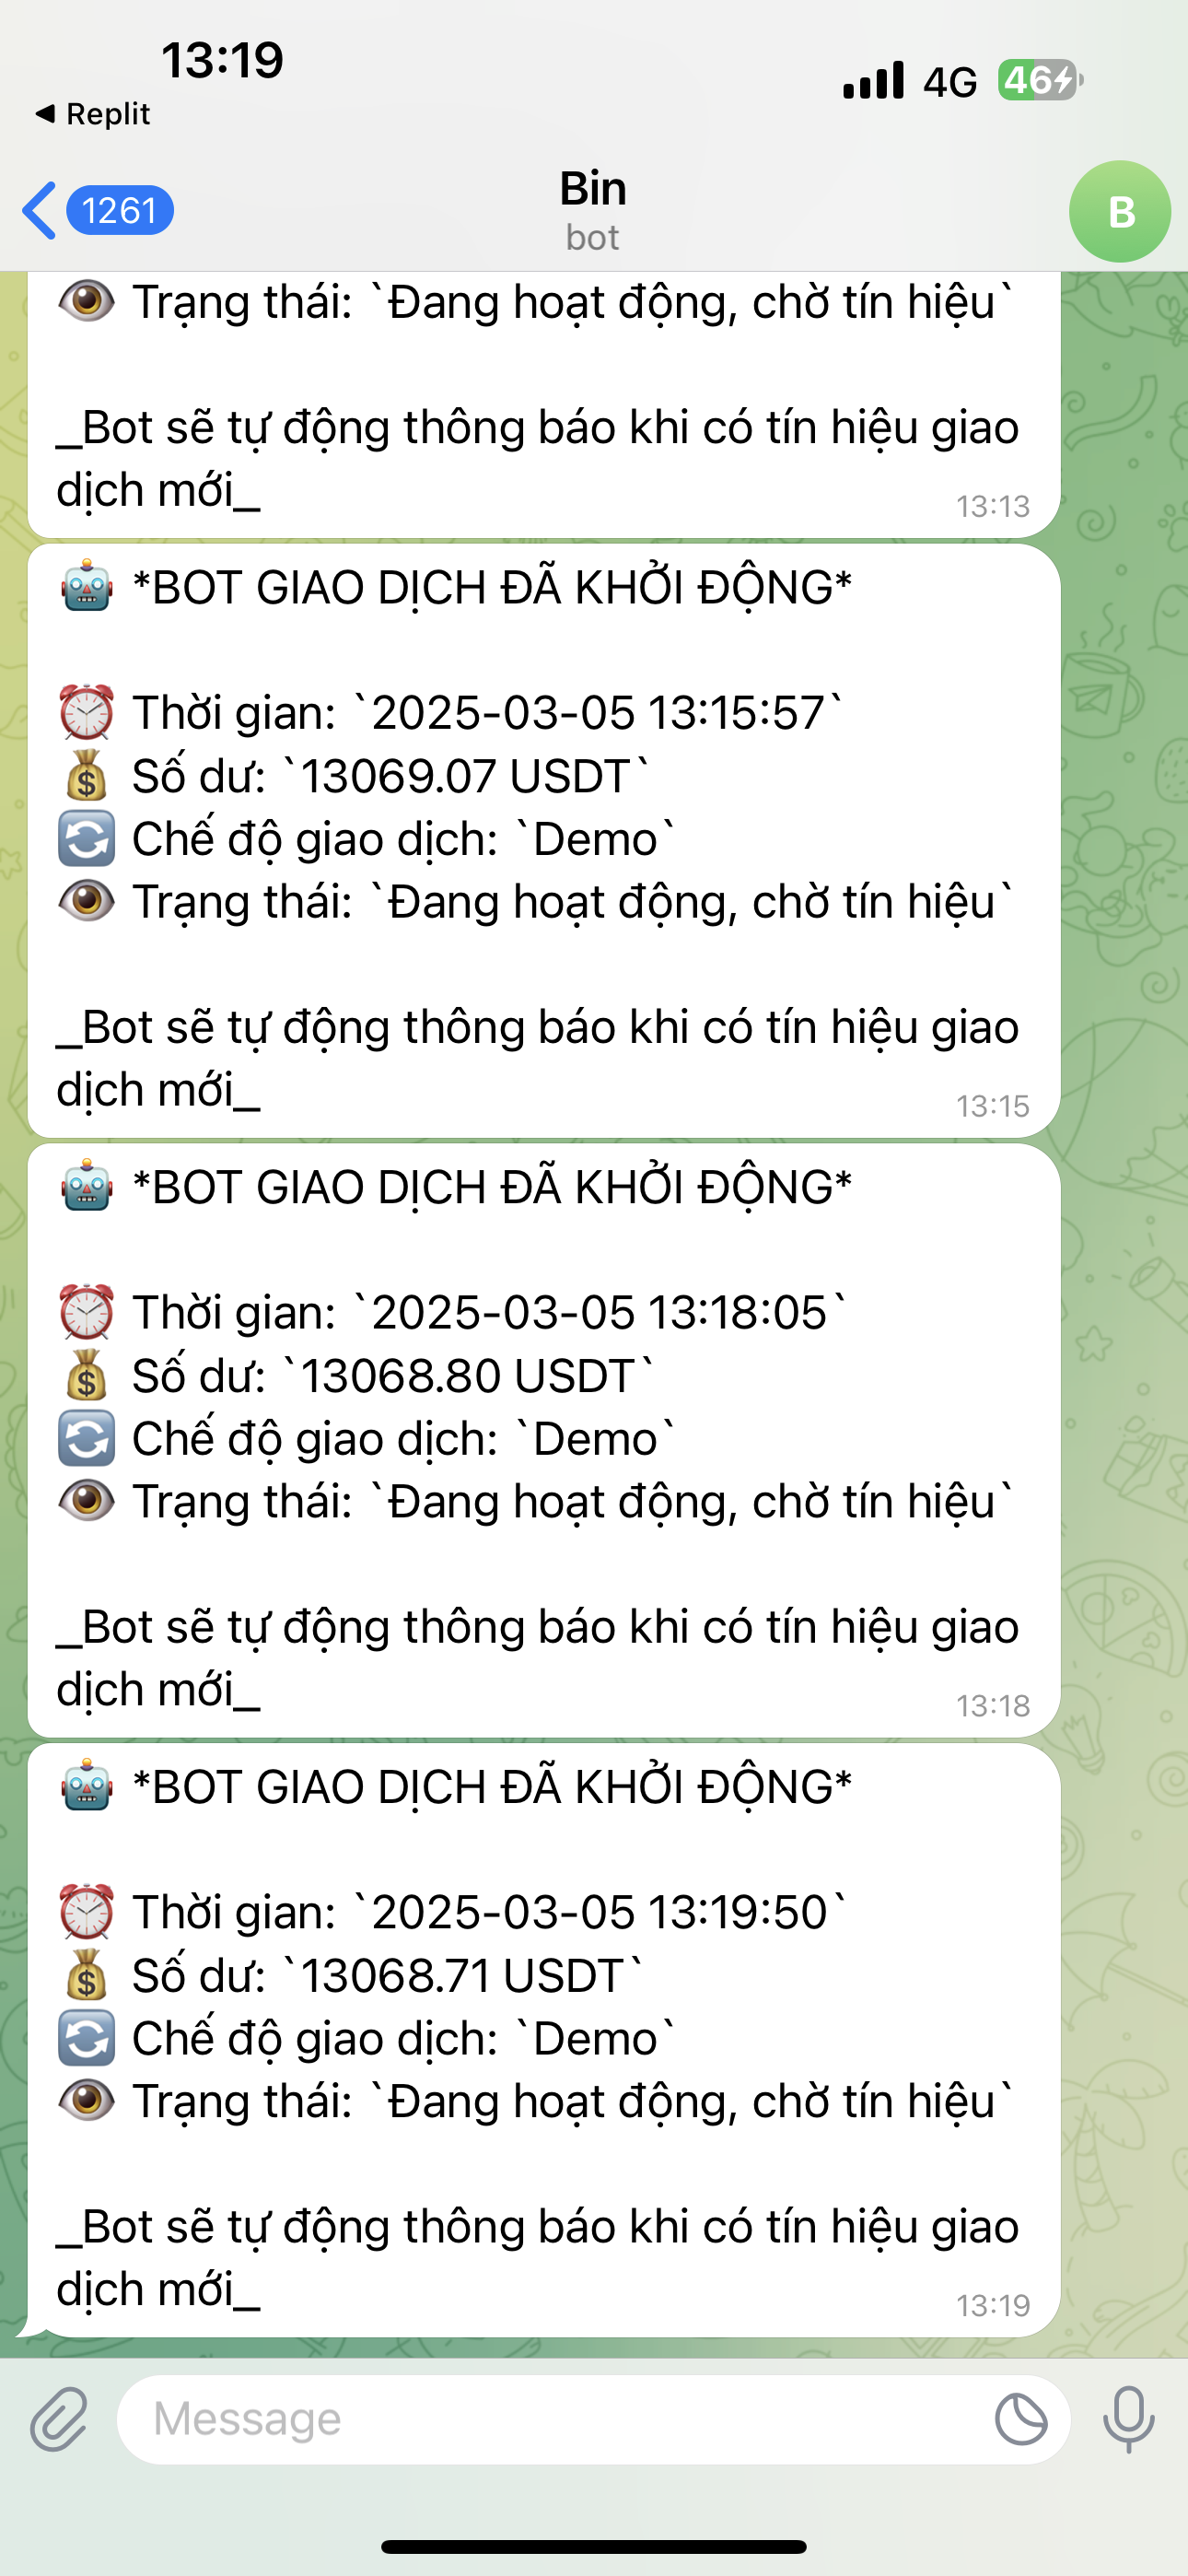 13:19
4G
46
Replit
1261
Bin
bot
B
Trạng thái: `Đang hoạt động, chờ tín hiệu`
_Bot sẽ tự động thông báo khi có tín hiệu giao
dịch mới_
13:13
*BOT GIAO DỊCH ĐÃ KHỞI ĐỘNG*
Thời gian: `2025-03-05 13:15:57`
Số dư: `13069.07 USDT`
Chế độ giao dịch: `Demo`
Trạng thái: `Đang hoạt động, chờ tín hiệu`
_Bot sẽ tự động thông báo khi có tín hiệu giao
dịch mới_
13:15
*BOT GIAO DỊCH ĐÃ KHỞI ĐỘNG*
Thời gian: `2025-03-05 13:18:05`
Số dư: `13068.80 USDT`
Chế độ giao dịch: `Demo`
Trạng thái: `Đang hoạt động, chờ tín hiệu`
_Bot sẽ tự động thông báo khi có tín hiệu giao
dịch mới_
13:18
*BOT GIAO DỊCH ĐÃ KHỞI ĐỘNG*
Thời gian: `2025-03-05 13:19:50`
Số dư: `13068.71 USDT`
Chế độ giao dịch: `Demo`
Trạng thái: `Đang hoạt động, chờ tín hiệu`
_Bot sẽ tự động thông báo khi có tín hiệu giao
dịch mới_
13:19
Message